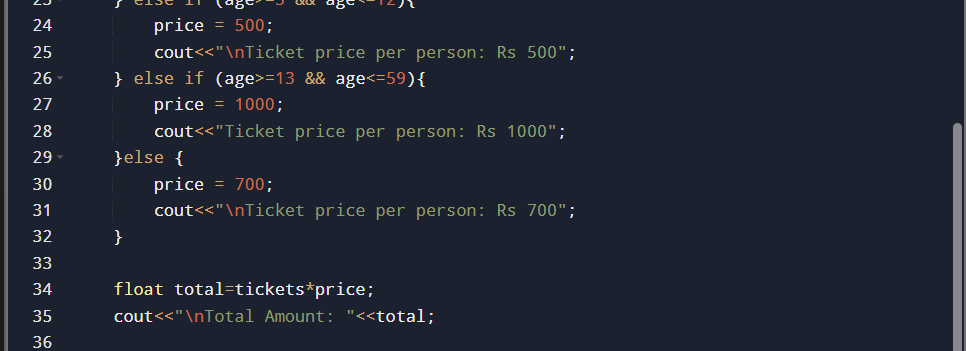 23 } else if (age>=5 && age<=12){
24 price = 500;
25 cout<<"\nTicket price per person: Rs 500";
26 } else if (age>=13 && age<=59){
27 price = 1000;
28 cout<<"Ticket price per person: Rs 1000";
29 }else {
30 price = 700;
31 cout<<"\nTicket price per person: Rs 700";
32 }
33
34 float total=tickets*price;
35 cout<<"\nTotal Amount: "<<total;
36